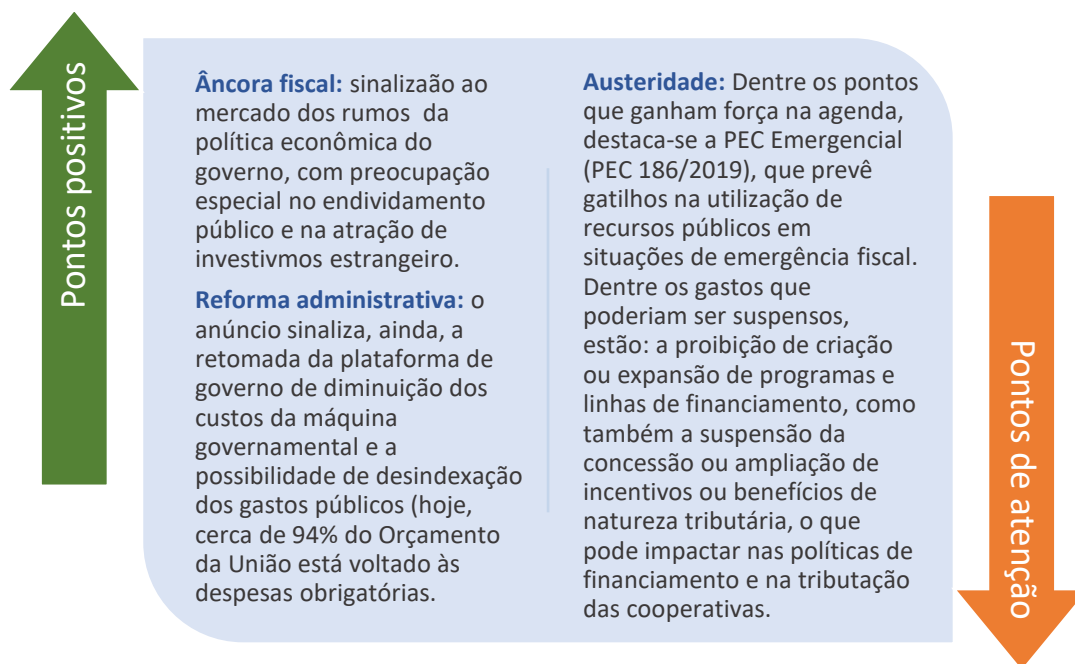 Pontos positivos
Âncora fiscal: sinalizaão ao
mercado dos rumos da
política econômica do
governo, com preocupação
especial no endividamento
público e na atração de
investivmos estrangeiro.
Reforma administrativa: o
anúncio sinaliza, ainda, a
retomada da plataforma de
governo de diminuição dos
custos da máquina
governamental e a
possibilidade de desindexação
dos gastos públicos (hoje,
cerca de 94% do Orçamento
da União está voltado às
despesas obrigatórias.
Austeridade: Dentre os pontos
que ganham força na agenda,
destaca-se a PEC Emergencial
(PEC 186/2019), que prevê
gatilhos na utilização de
recursos públicos em
situações de emergência fiscal.
Dentre os gastos que
poderiam ser suspensos,
estão: a proibição de criação
ou expansão de programas e
linhas de financiamento, como
também a suspensão da
concessão ou ampliação de
incentivos ou benefícios de
natureza tributária, o que
pode impactar nas políticas de
financiamento e na tributação
das cooperativas.
Pontos de atenção